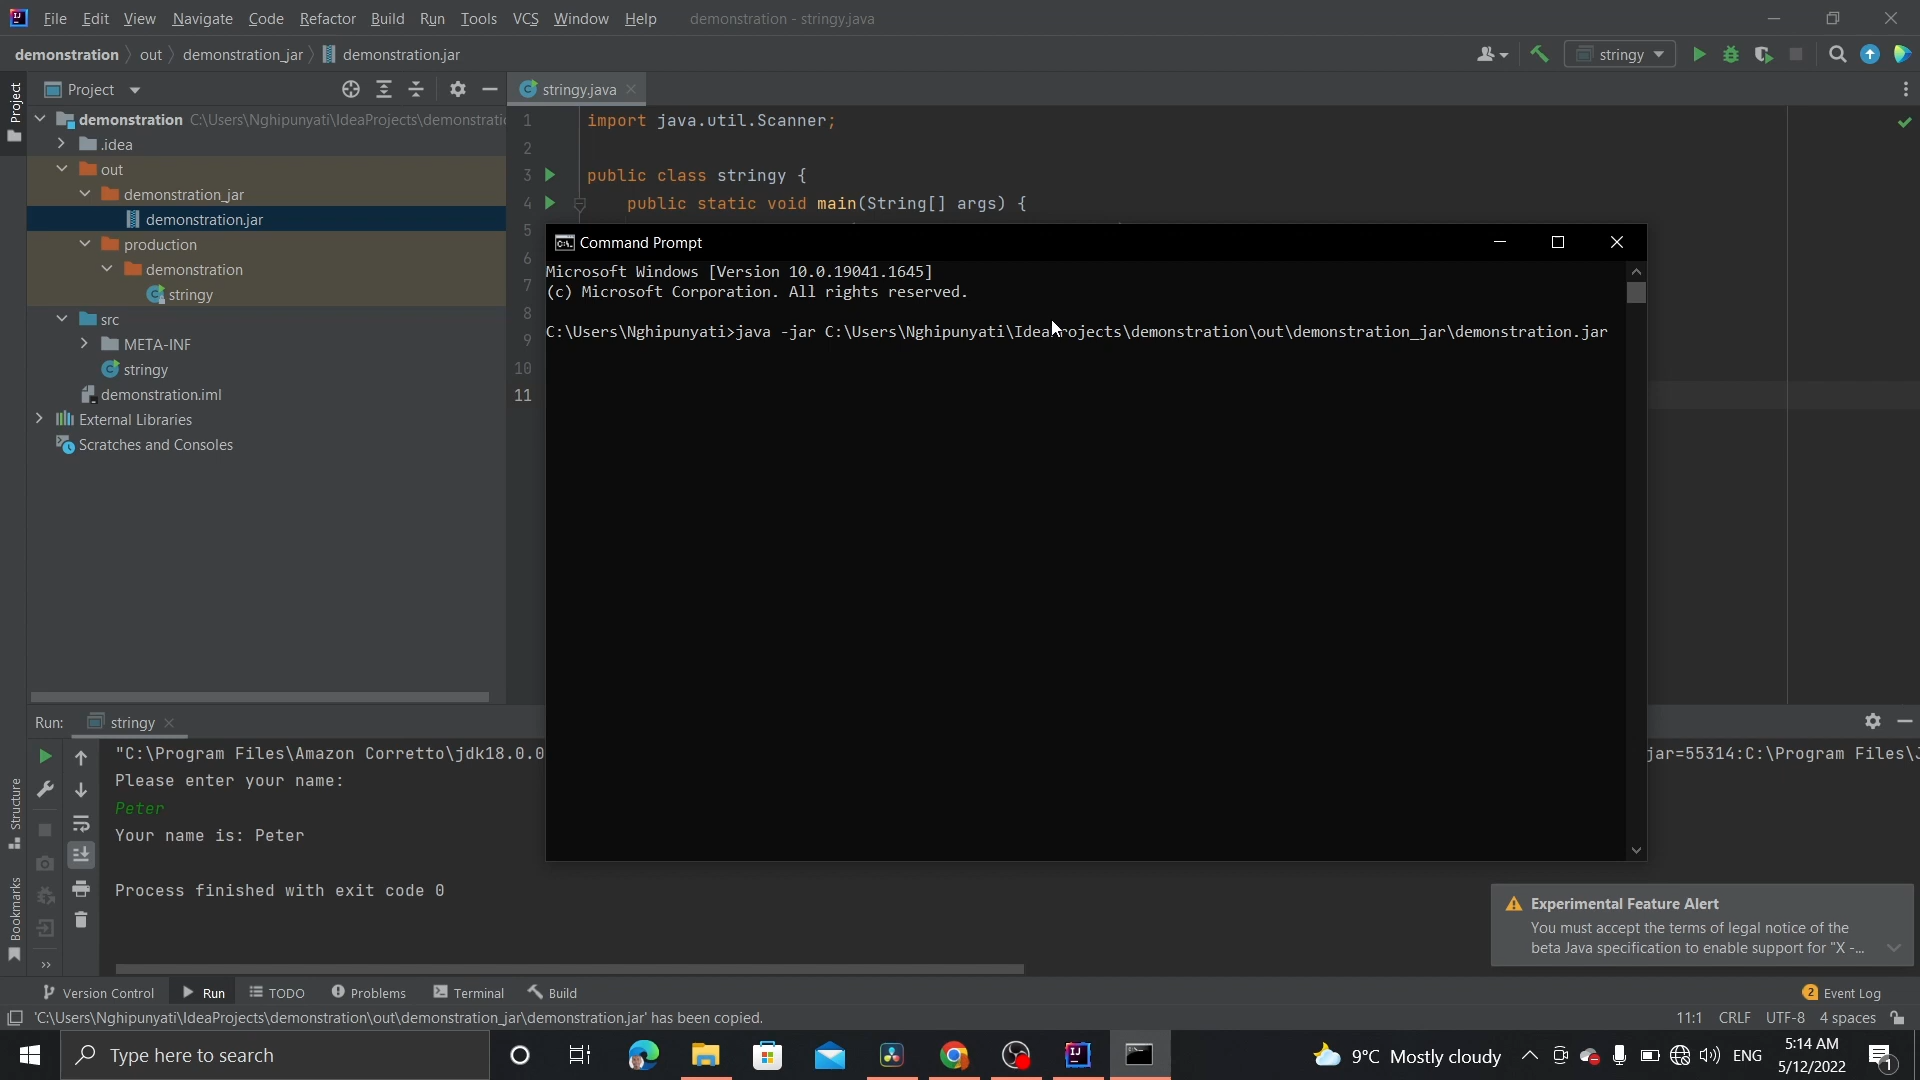 File Edit View Navigate Code Refactor Build Run Tools VCS Window Help demonstration - stringy.java
demonstration out demonstration_jar demonstration.jar
stringy
Project
Project
stringy.java
demonstration C:\Users\Nghipunyati\IdeaProjects\demonstratic
.idea
out
demonstration_jar
demonstration.jar
production
demonstration
stringy
src
META-INF
stringy
demonstration.iml
External Libraries
Scratches and Consoles
1 import java.util.Scanner;
2
3 public class stringy {
4 public static void main(String[] args) {
5
6
7
8
9
10
11
Command Prompt
Microsoft Windows [Version 10.0.19041.1645]
(c) Microsoft Corporation. All rights reserved.
C:\Users\Nghipunyati>java -jar C:\Users\Nghipunyati\IdeaProjects\demonstration\out\demonstration_jar\demonstration.jar
Run: stringy
"C:\Program Files\Amazon Corretto\jdk18.0.0
jar=55314:C:\Program Files\J
Please enter your name:
Peter
Your name is: Peter
Process finished with exit code 0
Structure
Bookmarks
Experimental Feature Alert
You must accept the terms of legal notice of the
beta Java specification to enable support for "X -...
Version Control Run TODO Problems Terminal Build
2 Event Log
'C:\Users\Nghipunyati\IdeaProjects\demonstration\out\demonstration_jar\demonstration.jar' has been copied.
11:1 CRLF UTF-8 4 spaces
Type here to search
9°C Mostly cloudy
ENG
5:14 AM
5/12/2022
1